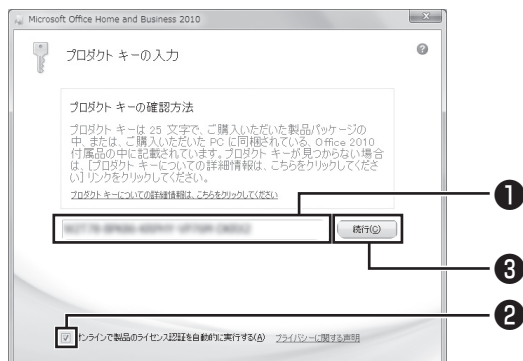 Microsoft Office Home and Business 2010
プロダクト キーの入力
プロダクト キーの確認方法
プロダクト キーは 25 文字で、ご購入いただいた製品パッケージの
中、または、ご購入いただいた PC に同梱されている、Office 2010
付属品の中に記載されています。プロダクト キーが見つからない場合
は、[プロダクト キーについての詳細情報は、こちらをクリックしてくださ
い] リンクをクリックしてください。
プロダクト キーについての詳細情報は、こちらをクリックしてください
❶
続行(C)
❸
❷
オンラインで製品のライセンス認証を自動的に実行する(A) プライバシーに関する声明